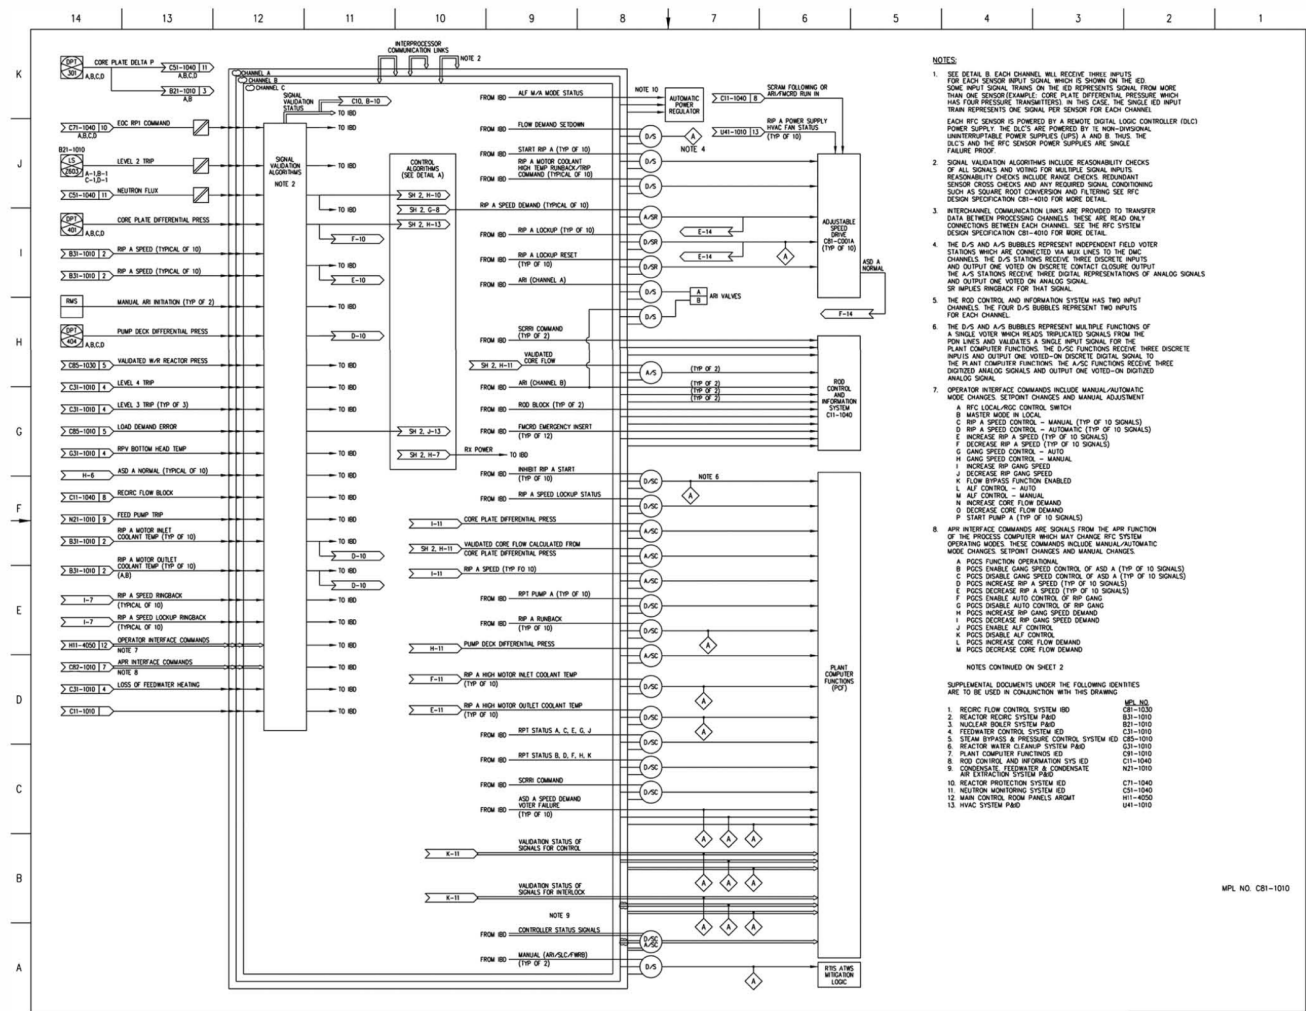 14 13 12 11 10 9 8 7 6 5 4 3 2 1
K
J
I
H
G
F
E
D
C
B
A
INTERPROCESSOR
COMMUNICATION LINKS
NOTE 2
CHANNEL A
CHANNEL B
CHANNEL C
DPT
301
A,B,C,D
CORE PLATE DELTA P
C51-1040 11
A,B,C,D
B21-1010 3
A,B
C71-1040 10
A,B,C,D
EOC RPT COMMAND
B21-1010
LS
Z603
A-1,B-1
C-1,D-1
LEVEL 2 TRIP
C51-1040 11
NEUTRON FLUX
DPT
401
A,B,C,D
CORE PLATE DIFFERENTIAL PRESS
B31-1010 2
RIP A SPEED (TYPICAL OF 10)
B31-1010 2
RIP A SPEED (TYPICAL OF 10)
RMS
MANUAL ARI INITIATION (TYP OF 2)
DPT
404
A,B,C,D
PUMP DECK DIFFERENTIAL PRESS
C85-1030 5
VALIDATED W/R REACTOR PRESS
C31-1010 4
LEVEL 4 TRIP
C31-1010 4
LEVEL 3 TRIP (TYP OF 3)
C85-1010 5
LOAD DEMAND ERROR
G31-1010 4
RPV BOTTOM HEAD TEMP
H-6
ASD A NORMAL (TYPICAL OF 10)
C11-1040 8
RECIRC FLOW BLOCK
N21-1010 9
FEED PUMP TRIP
B31-1010 2
RIP A MOTOR INLET
COOLANT TEMP (TYP OF 10)
B31-1010 2
RIP A MOTOR OUTLET
COOLANT TEMP (TYP OF 10)
(A,B)
I-7
RIP A SPEED RINGBACK
(TYPICAL OF 10)
I-7
RIP A SPEED LOCKUP RINGBACK
(TYPICAL OF 10)
H11-4050 12
OPERATOR INTERFACE COMMANDS
NOTE 7
C82-1010 7
APR INTERFACE COMMANDS
NOTE 8
C31-1010 4
LOSS OF FEEDWATER HEATING
C11-1010
SIGNAL
VALIDATION
STATUS
C10, B-10
TO IBD
SIGNAL
VALIDATION
ALGORITHMS
NOTE 2
TO IBD
TO IBD
TO IBD
F-10
TO IBD
E-10
TO IBD
D-10
TO IBD
TO IBD
TO IBD
TO IBD
TO IBD
TO IBD
TO IBD
TO IBD
D-10
TO IBD
D-10
TO IBD
TO IBD
TO IBD
TO IBD
TO IBD
TO IBD
CONTROL
ALGORITHMS
(SEE DETAIL A)
SH 2, H-10
SH 2, G-8
SH 2, H-13
SH 2, H-11
SH 2, J-13
SH 2, H-7
RX POWER
TO IBD
FROM IBD ALF M/A MODE STATUS
FROM IBD FLOW DEMAND SETDOWN
FROM IBD START RIP A (TYP OF 10)
FROM IBD RIP A MOTOR COOLANT
HIGH TEMP RUNBACK/TRIP
COMMAND (TYPICAL OF 10)
RIP A SPEED DEMAND (TYPICAL OF 10)
FROM IBD RIP A LOCKUP (TYP OF 10)
FROM IBD RIP A LOCKUP RESET
(TYP OF 10)
FROM IBD ARI (CHANNEL A)
FROM IBD SCRRI COMMAND
(TYP OF 2)
VALIDATED
CORE FLOW
FROM IBD ARI (CHANNEL B)
FROM IBD ROD BLOCK (TYP OF 2)
FROM IBD FMCRD EMERGENCY INSERT
(TYP OF 12)
FROM IBD INHIBIT RIP A START
(TYP OF 10)
FROM IBD RIP A SPEED LOCKUP STATUS
I-11 CORE PLATE DIFFERENTIAL PRESS
SH 2, H-11 VALIDATED CORE FLOW CALCULATED FROM
CORE PLATE DIFFERENTIAL PRESS
I-11 RIP A SPEED (TYP FO 10)
FROM IBD RPT PUMP A (TYP OF 10)
FROM IBD RIP A RUNBACK
(TYP OF 10)
H-11 PUMP DECK DIFFERENTIAL PRESS
F-11 RIP A HIGH MOTOR INLET COOLANT TEMP
(TYP OF 10)
E-11 RIP A HIGH MOTOR OUTLET COOLANT TEMP
(TYP OF 10)
FROM IBD RPT STATUS A, C, E, G, J
FROM IBD RPT STATUS B, D, F, H, K
FROM IBD SCRRI COMMAND
FROM IBD ASD A SPEED DEMAND
VOTER FAILURE
(TYP OF 10)
K-11 VALIDATION STATUS OF
SIGNALS FOR CONTROL
K-11 VALIDATION STATUS OF
SIGNALS FOR INTERLOCK
NOTE 9
FROM IBD CONTROLLER STATUS SIGNALS
FROM IBD MANUAL (ARI/SLC/FWRB)
(TYP OF 2)
NOTE 10
AUTOMATIC
POWER
REGULATOR
C11-1040 8
SCRAM FOLLOWING OR
ARI/FMCRD RUN IN
D/S
A
NOTE 4
U41-1010 13
RIP A POWER SUPPLY
HVAC FAN STATUS
(TYP OF 10)
D/S
D/S
A/SR
E-14
D/SR
E-14
A
D/SR
D/S
A
B
ARI VALVES
D/S
ADJUSTABLE
SPEED
DRIVE
C81-C001A
(TYP OF 10)
ASD A
NORMAL
F-14
A/S
(TYP OF 2)
(TYP OF 2)
(TYP OF 2)
ROD
CONTROL
AND
INFORMATION
SYSTEM
C11-1040
D/SC
NOTE 6
A
D/SC
A/SC
A/SC
A/SC
D/SC
D/SC
A
A/SC
D/SC
A
D/SC
A
D/SC
D/SC
D/SC
A A A
A A A
A A A
D/SC
A/SC
D/S
A
PLANT
COMPUTER
FUNCTIONS
(PCF)
RTIS ATWS
MITIGATION
LOGIC
NOTES:
1. SEE DETAIL B. EACH CHANNEL WILL RECEIVE THREE INPUTS
FOR EACH SENSOR INPUT SIGNAL WHICH IS SHOWN ON THE IED.
SOME INPUT SIGNAL TRAINS ON THE IED REPRESENTS SIGNAL FROM MORE
THAN ONE SENSOR(EXAMPLE: CORE PLATE DIFFERENTIAL PRESSURE WHICH
HAS FOUR PRESSURE TRANSMITTERS). IN THIS CASE, THE SINGLE IED INPUT
TRAIN REPRESENTS ONE SIGNAL PER SENSOR FOR EACH CHANNEL
EACH RFC SENSOR IS POWERED BY A REMOTE DIGITAL LOGIC CONTROLLER (DLC)
POWER SUPPLY. THE DLC'S ARE POWERED BY TE NON-DIVISIONAL
UNINTERRUPTABLE POWER SUPPLIES (UPS) A AND B. THUS, THE
DLC'S AND THE RFC SENSOR POWER SUPPLIES ARE SINGLE
FAILURE PROOF.
2. SIGNAL VALIDATION ALGORITHMS INCLUDE REASONABILITY CHECKS
OF ALL SIGNALS AND VOTING FOR MULTIPLE SIGNAL INPUTS
REASONABILITY CHECKS INCLUDE RANGE CHECKS. REDUNDANT
SENSOR CROSS CHECKS AND ANY REQUIRED SIGNAL CONDITIONING
SUCH AS SQUARE ROOT CONVERSION AND FILTERING SEE RFC
DESIGN SPECIFICATION C81-4010 FOR MORE DETAIL.
3. INTERCHANNEL COMMUNICATION LINKS ARE PROVIDED TO TRANSFER
DATA BETWEEN PROCESSING CHANNELS THESE ARE READ ONLY
CONNECTIONS BETWEEN EACH CHANNEL. SEE THE RFC SYSTEM
DESIGN SPECIFICATION C81-4010 FOR MORE DETAIL.
4. THE D/S AND A/S BUBBLES REPRESENT INDEPENDENT FIELD VOTER
STATIONS WHICH ARE CONNECTED VIA MUX LINES TO THE DMC
CHANNELS. THE D/S STATIONS RECEIVE THREE DISCRETE INPUTS
AND OUTPUT ONE VOTED ON DISCRETE CONTACT CLOSURE OUTPUT
THE A/S STATIONS RECEIVE THREE DIGITAL REPRESENTATIONS OF ANALOG SIGNALS
AND OUTPUT ONE VOTED ON ANALOG SIGNAL.
SR IMPLIES RINGBACK FOR THAT SIGNAL.
5. THE ROD CONTROL AND INFORMATION SYSTEM HAS TWO INPUT
CHANNELS. THE FOUR D/S BUBBLES REPRESENT TWO INPUTS
FOR EACH CHANNEL.
6. THE D/S AND A/S BUBBLES REPRESENT MULTIPLE FUNCTIONS OF
A SINGLE VOTER WHICH READS TRIPLICATED SIGNALS FROM THE
PDN LINES AND VALIDATES A SINGLE INPUT SIGNAL FOR THE
PLANT COMPUTER FUNCTIONS. THE D/SC FUNCTIONS RECEIVE THREE DISCRETE
INPUTS AND OUTPUT ONE VOTED-ON DISCRETE DIGITAL SIGNAL TO
THE PLANT COMPUTER FUNCTIONS. THE A/SC FUNCTIONS RECEIVE THREE
DIGITIZED ANALOG SIGNALS AND OUTPUT ONE VOTED-ON DIGITIZED
ANALOG SIGNAL
7. OPERATOR INTERFACE COMMANDS INCLUDE MANUAL/AUTOMATIC
MODE CHANGES. SETPOINT CHANGES AND MANUAL ADJUSTMENT
A RFC LOCAL/RGC CONTROL SWITCH
B MASTER MODE IN LOCAL
C RIP A SPEED CONTROL - MANUAL (TYP OF 10 SIGNALS)
D RIP A SPEED CONTROL - AUTOMATIC (TYP OF 10 SIGNALS)
E INCREASE RIP A SPEED (TYP OF 10 SIGNALS)
F DECREASE RIP A SPEED (TYP OF 10 SIGNALS)
G GANG SPEED CONTROL - AUTO
H GANG SPEED CONTROL - MANUAL
I INCREASE RIP GANG SPEED
J DECREASE RIP GANG SPEED
K FLOW BYPASS FUNCTION ENABLED
L ALF CONTROL - AUTO
M ALF CONTROL - MANUAL
N INCREASE CORE FLOW DEMAND
O DECREASE CORE FLOW DEMAND
P START PUMP A (TYP OF 10 SIGNALS)
8. APR INTERFACE COMMANDS ARE SIGNALS FROM THE APR FUNCTION
OF THE PROCESS COMPUTER WHICH MAY CHANGE RFC SYSTEM
OPERATING MODES. THESE COMMANDS INCLUDE MANUAL/AUTOMATIC
MODE CHANGES. SETPOINT CHANGES AND MANUAL CHANGES.
A PGCS FUNCTION OPERATIONAL
B PGCS ENABLE GANG SPEED CONTROL OF ASD A (TYP OF 10 SIGNALS)
C PGCS DISABLE GANG SPEED CONTROL OF ASD A (TYP OF 10 SIGNALS)
D PGCS INCREASE RIP A SPEED (TYP OF 10 SIGNALS)
E PGCS DECREASE RIP A SPEED (TYP OF 10 SIGNALS)
F PGCS ENABLE AUTO CONTROL OF RIP GANG
G PGCS DISABLE AUTO CONTROL OF RIP GANG
H PGCS INCREASE RIP GANG SPEED DEMAND
I PGCS DECREASE RIP GANG SPEED DEMAND
J PGCS ENABLE ALF CONTROL
K PGCS DISABLE ALF CONTROL
L PGCS INCREASE CORE FLOW DEMAND
M PGCS DECREASE CORE FLOW DEMAND
NOTES CONTINUED ON SHEET 2
SUPPLEMENTAL DOCUMENTS UNDER THE FOLLOWING IDENTITIES
ARE TO BE USED IN CONJUNCTION WITH THIS DRAWING
MPL NO.
1. RECIRC FLOW CONTROL SYSTEM IBD C81-1030
2. REACTOR RECIRC SYSTEM P&ID B31-1010
3. NUCLEAR BOILER SYSTEM P&ID B21-1010
4. FEEDWATER CONTROL SYSTEM IED C31-1010
5. STEAM BYPASS & PRESSURE CONTROL SYSTEM IED C85-1010
6. REACTOR WATER CLEANUP SYSTEM P&ID G31-1010
7. PLANT COMPUTER FUNCTINOS IED C91-1010
8. ROD CONTROL AND INFORMATION SYS IED C11-1040
9. CONDENSATE, FEEDWATER & CONDENSATE N21-1010
AIR EXTRACTION SYSTEM P&ID
10. REACTOR PROTECTION SYSTEM IED C71-1040
11. NEUTRON MONITORING SYSTEM IED C51-1040
12. MAIN CONTROL ROOM PANELS ARGMT H11-4050
13. HVAC SYSTEM P&ID U41-1010
MPL NO. C81-1010